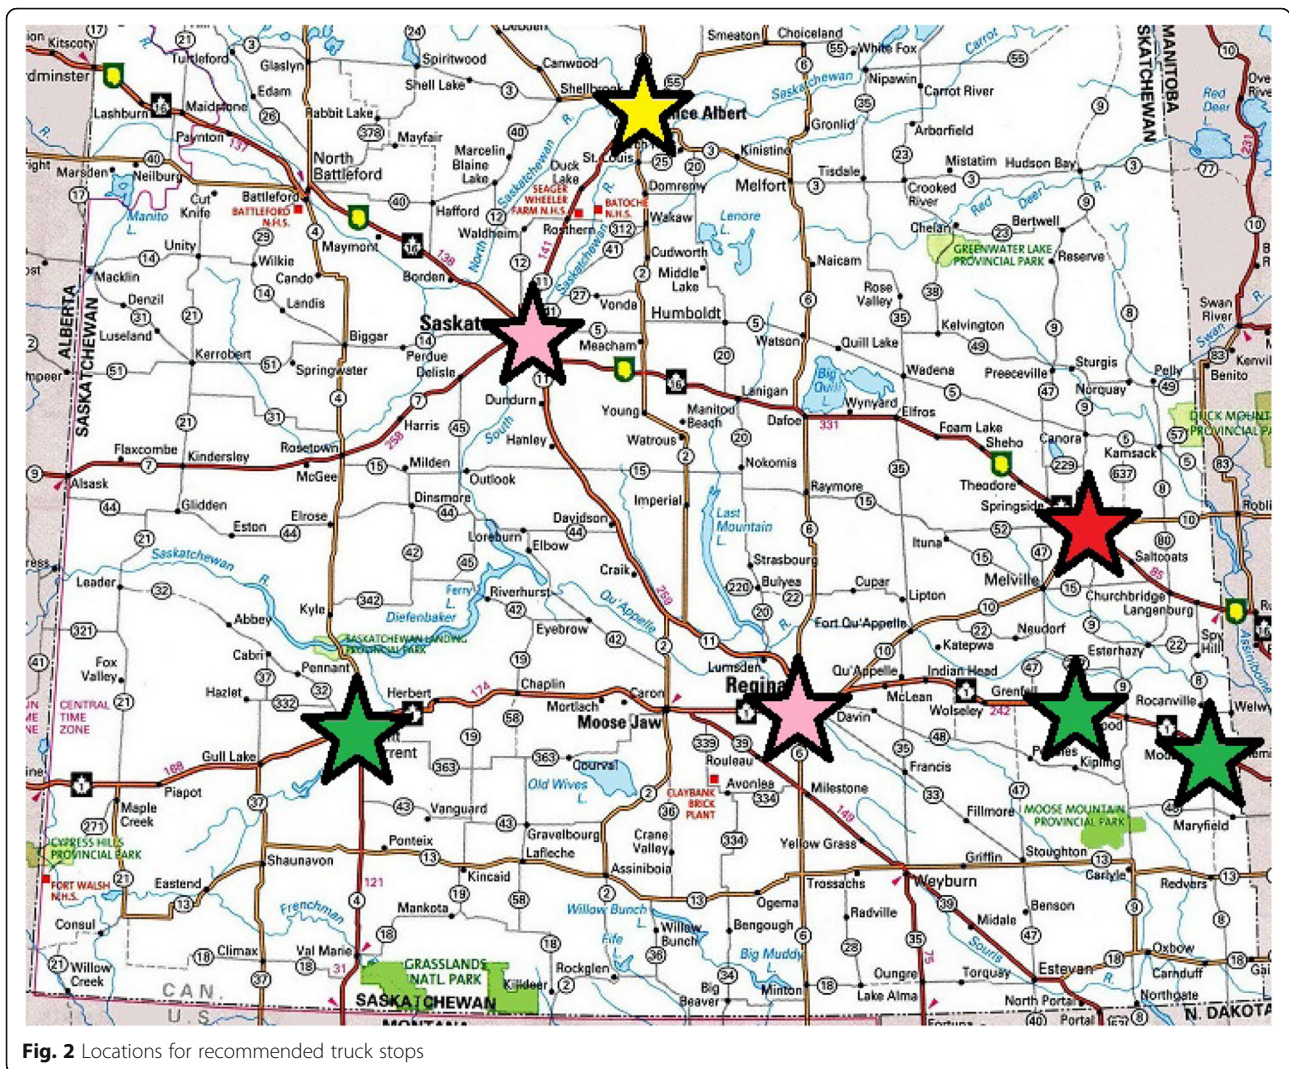 Kitscoty
Lashburn
Maidstone
Paynton
Turtleford
Edam
Glaslyn
Rabbit Lake
Spiritwood
Shell Lake
Mayfair
Canwood
Shellbrook
Marcelin
Blaine
Lake
Duck
Lake
St. Louis
Domremy
Smeaton
Choiceland
White Fox
Nipawin
Carrot River
Carrot
Saskatchewan
Gronlid
Arborfield
Kinistino
Melfort
Tisdale
Crooked
River
Mistatim
Hudson Bay
Red Deer R.
MANITOBA
SASKATCHEWAN
Red
Deer
L.
Marsden
Neilburg
Manito
L.
Cut
Knife
North
Battleford
Battleford
BATTLEFORD
N.H.S.
Hafford
Maymont
Borden
Waldheim
SEAGER
WHEELER
FARM N.H.S.
BATOCHE
N.H.S.
Rosthern
Wakaw
Cudworth
Middle
Lake
Lenore
L.
Naicam
Rose
Valley
Chelan
Bertwell
Reserve
GREENWATER LAKE
PROVINCIAL PARK
Swan
River
Unity
Wilkie
Cando
Landis
Macklin
Denzil
Luseland
Kerrobert
Springwater
Biggar
Perdue
Delisle
Vonda
Meacham
Humboldt
Watson
Quill Lake
Kelvington
Wadena
Preeceville
Sturgis
Norquay
Pelly
Benito
ALBERTA
SASKATCHEWAN
Dundurn
Hanley
Young
Watrous
Manitou
Beach
Lanigan
Dafoe
Big
Quill
L.
Wynyard
Elfros
Foam Lake
Sheho
Theodore
Springside
Canora
Kamsack
DUCK MOUNTAIN
PROVINCIAL PARK
Harris
Rosetown
Flaxcombe
Kindersley
McGee
Alsask
Milden
Outlook
Glidden
Eston
Elrose
Dinsmore
Loreburn
Elbow
Davidson
Imperial
Nokomis
Raymore
Last
Mountain
L.
Strasbourg
Bulyea
Ituna
Melville
Saltcoats
Churchbridge
Langenburg
Leader
Saskatchewan R.
Abbey
Kyle
Ferry
L.
Diefenbaker
Riverhurst
Eyebrow
Craik
Qu'Appelle
Cupar
Lipton
Fort Qu'Appelle
Katepwa
Neudorf
Esterhazy
Spy
Hill
Assiniboine
SASKATCHEWAN LANDING
PROVINCIAL PARK
Fox
Valley
Cabri
Pennant
Hazlet
Herbert
Chaplin
Mortlach
Caron
Moose Jaw
Lumsden
Regina
Davin
Qu'Appelle
McLean
Indian Head
Wolseley
Grenfell
Kipling
Rocanville
CENTRAL
TIME
ZONE
Gull Lake
Piapot
Maple
Creek
CYPRESS HILLS
PROVINCIAL PARK
FORT WALSH
N.H.S.
Vanguard
Ponteix
Gravelbourg
Lafleche
Kincaid
Old Wives
L.
Courval
Rouleau
Avonlea
CLAYBANK
BRICK
PLANT
Crane
Valley
Assiniboia
Milestone
Yellow Grass
Francis
Fillmore
MOOSE MOUNTAIN
PROVINCIAL PARK
Maryfield
Stoughton
Griffin
Weyburn
Trossachs
Carlyle
Redvers
Shaunavon
Eastend
Consul
Frenchman
Climax
Val Marie
Mankota
Willow
Creek
Ogema
Bengough
Willow Bunch L.
Willow
Bunch
Fife
L.
Rockglen
Killdeer
Big
Beaver
Big Muddy
L.
Minton
Radville
Benson
Midale
Souris
R.
Oungre
Torquay
Lake Alma
Estevan
Oxbow
Carnduff
Northgate
North Portal
Portal
GRASSLANDS
NATL. PARK
SASKATCHEWAN
MONTANA
CAN.
U.S.
N. DAKOTA
Fig. 2 Locations for recommended truck stops